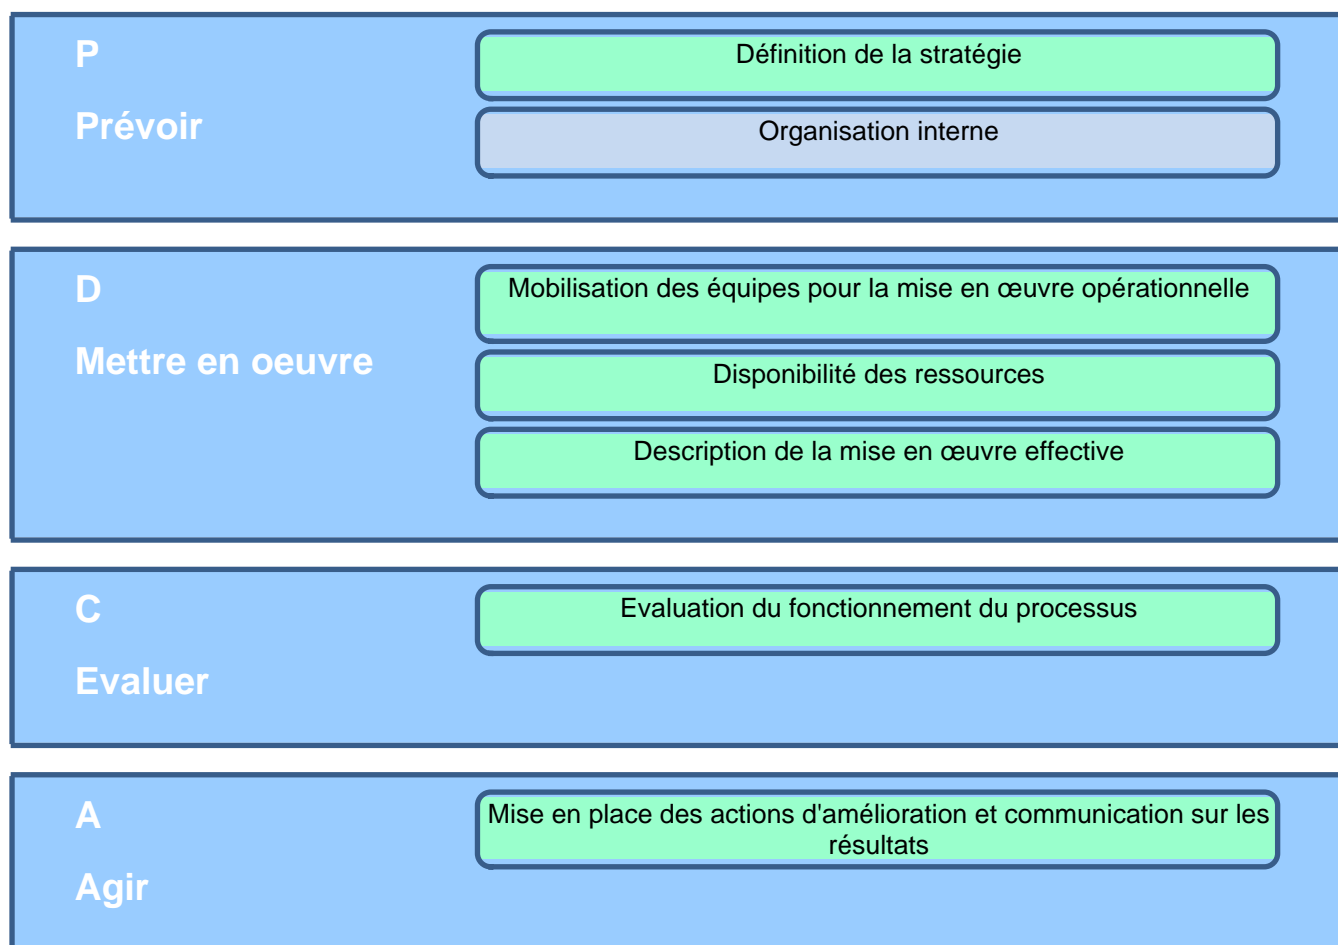 P
Définition de la stratégie
Prévoir
Organisation interne
D
Mobilisation des équipes pour la mise en œuvre opérationnelle
Mettre en oeuvre
Disponibilité des ressources
Description de la mise en œuvre effective
C
Evaluation du fonctionnement du processus
Evaluer
A
Mise en place des actions d'amélioration et communication sur les
résultats
Agir